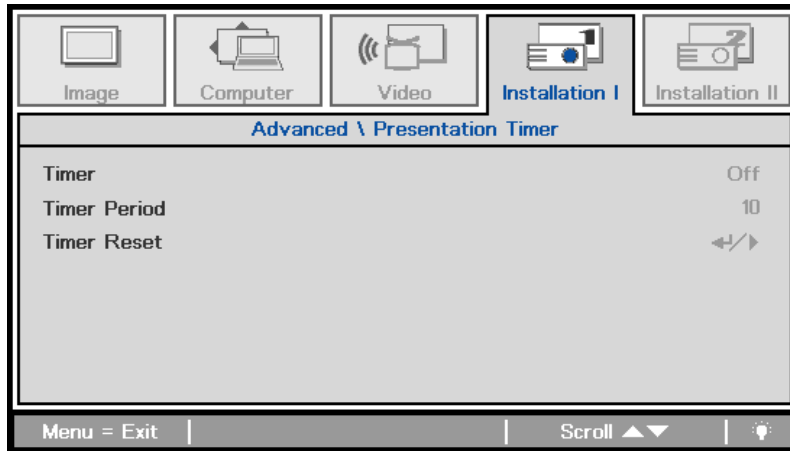 Image Computer Video Installation I Installation II
Advanced \ Presentation Timer
Timer Off
Timer Period 10
Timer Reset ↵/▶
Menu = Exit Scroll ▲▼